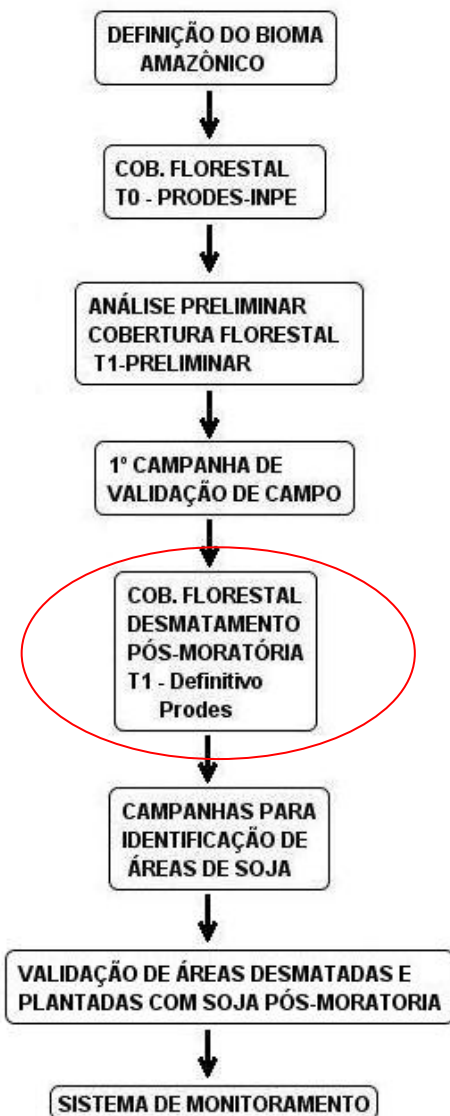 DEFINIÇÃO DO BIOMA
AMAZÔNICO
COB. FLORESTAL
T0 - PRODES-INPE
ANÁLISE PRELIMINAR
COBERTURA FLORESTAL
T1-PRELIMINAR
1º CAMPANHA DE
VALIDAÇÃO DE CAMPO
COB. FLORESTAL
DESMATAMENTO
PÓS-MORATÓRIA
T1 - Definitivo
Prodes
CAMPANHAS PARA
IDENTIFICAÇÃO DE
ÁREAS DE SOJA
VALIDAÇÃO DE ÁREAS DESMATADAS E
PLANTADAS COM SOJA PÓS-MORATORIA
SISTEMA DE MONITORAMENTO